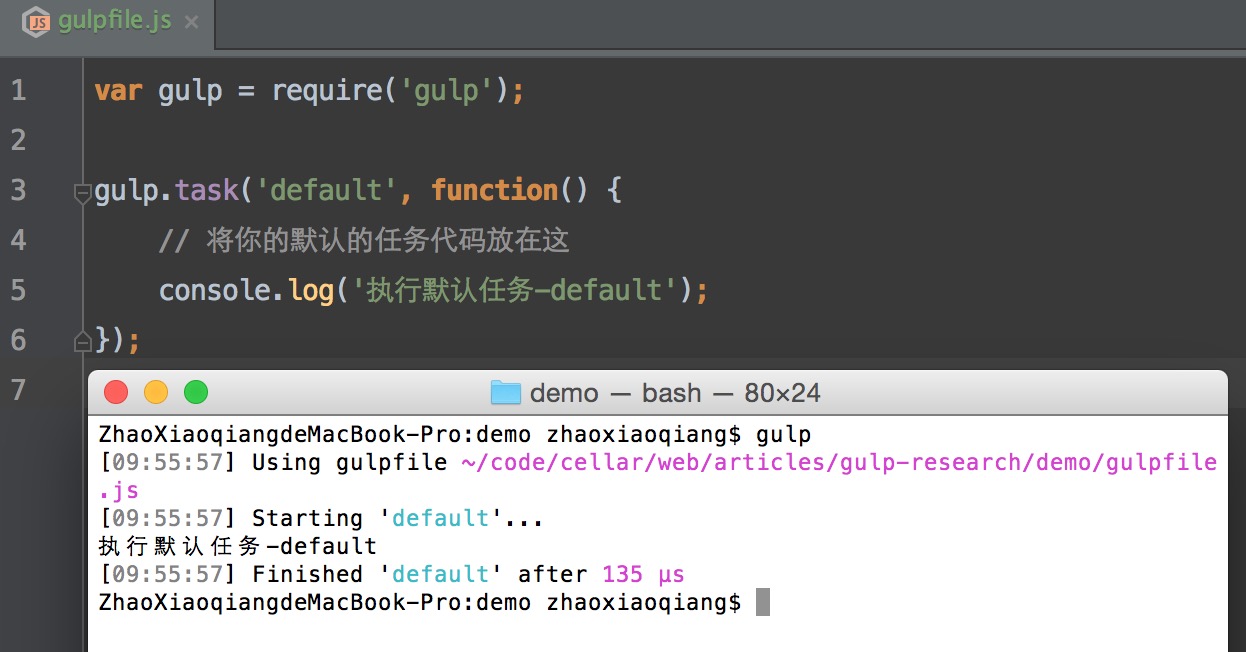 JS gulpfile.js ×
1 var gulp = require('gulp');
2
3 gulp.task('default', function() {
4 // 将你的默认的任务代码放在这
5 console.log('执行默认任务-default');
6 });
7
demo — bash — 80×24
ZhaoXiaoqiangdeMacBook-Pro:demo zhaoxiaoqiang$ gulp
[09:55:57] Using gulpfile ~/code/cellar/web/articles/gulp-research/demo/gulpfile
.js
[09:55:57] Starting 'default'...
执行默认任务-default
[09:55:57] Finished 'default' after 135 μs
ZhaoXiaoqiangdeMacBook-Pro:demo zhaoxiaoqiang$